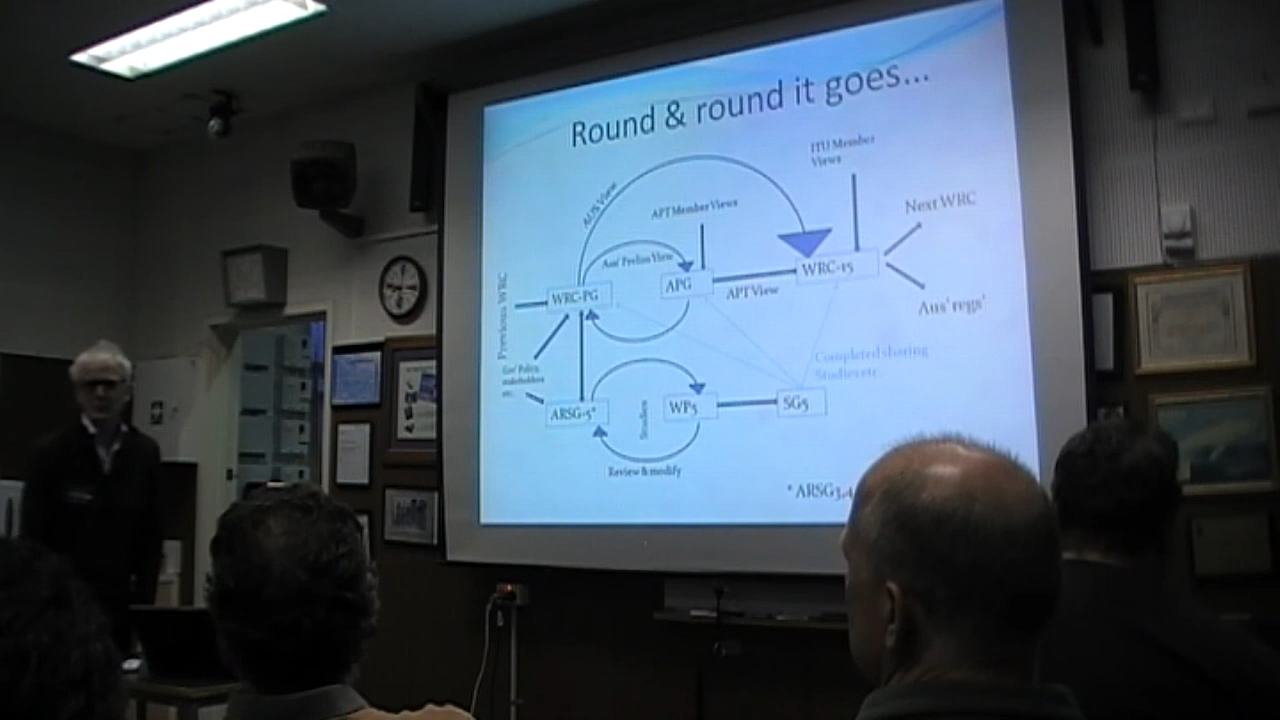 Round & round it goes...
ITU Member
Views
AUS View
APT Member Views
Next WRC
Aus' Prelim View
WRC-15
APG
APT View
WRC-PG
Previous WRC
Aus' regs'
Completed sharing
Studies etc
Gov' Policy,
stakeholders
etc.
ARSG-5*
Studies
WP5
SG5
Review & modify
* ARSG3,4